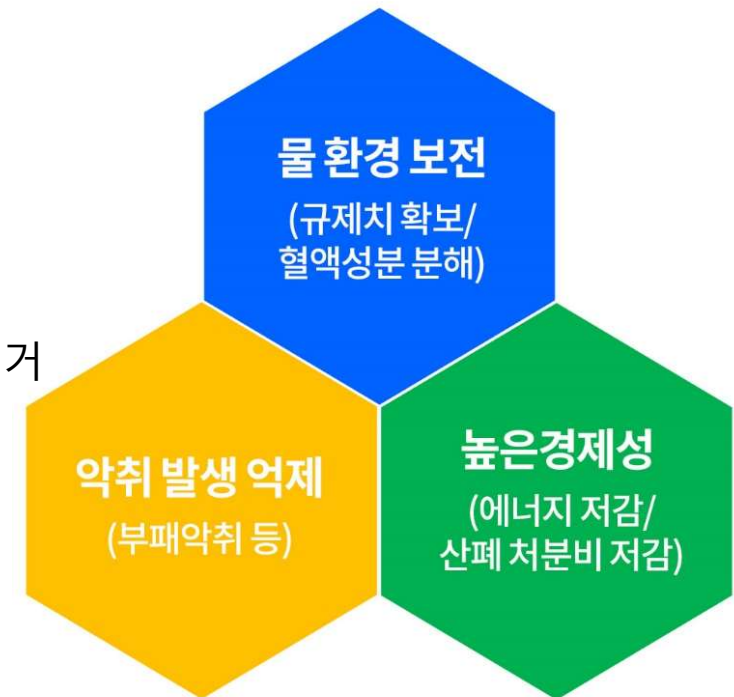 물 환경 보전
(규제치 확보/
혈액성분 분해)
거
악취 발생 억제
(부패악취 등)
높은경제성
(에너지 저감/
산폐 처분비 저감)